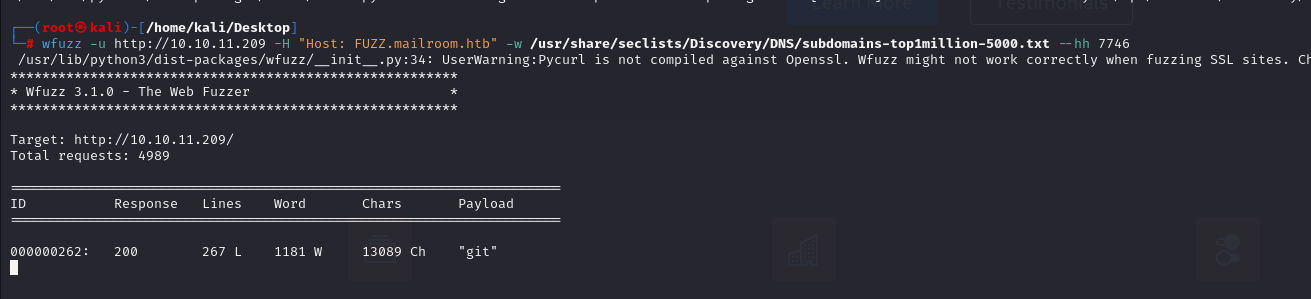 Learn More Testimonials
┌──(root㉿kali)-[/home/kali/Desktop]
└─# wfuzz -u http://10.10.11.209 -H "Host: FUZZ.mailroom.htb" -w /usr/share/seclists/Discovery/DNS/subdomains-top1million-5000.txt --hh 7746
/usr/lib/python3/dist-packages/wfuzz/__init__.py:34: UserWarning:Pycurl is not compiled against Openssl. Wfuzz might not work correctly when fuzzing SSL sites. Ch
********************************************************
* Wfuzz 3.1.0 - The Web Fuzzer *
********************************************************
Target: http://10.10.11.209/
Total requests: 4989
=====================================================================
ID Response Lines Word Chars Payload
=====================================================================
000000262: 200 267 L 1181 W 13089 Ch "git"